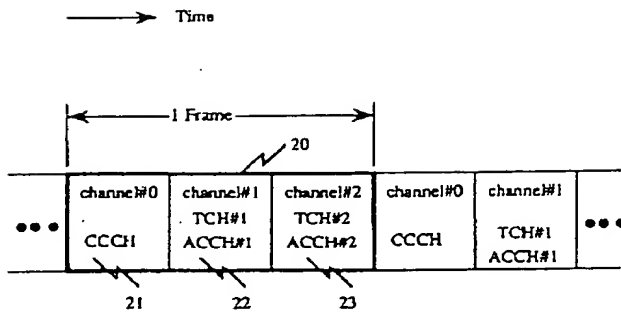 Time
1 Frame
20
channel#0 channel#1 channel#2 channel#0 channel#1
TCH#1 TCH#2 TCH#1
CCCH ACCH#1 ACCH#2 CCCH ACCH#1
21 22 23